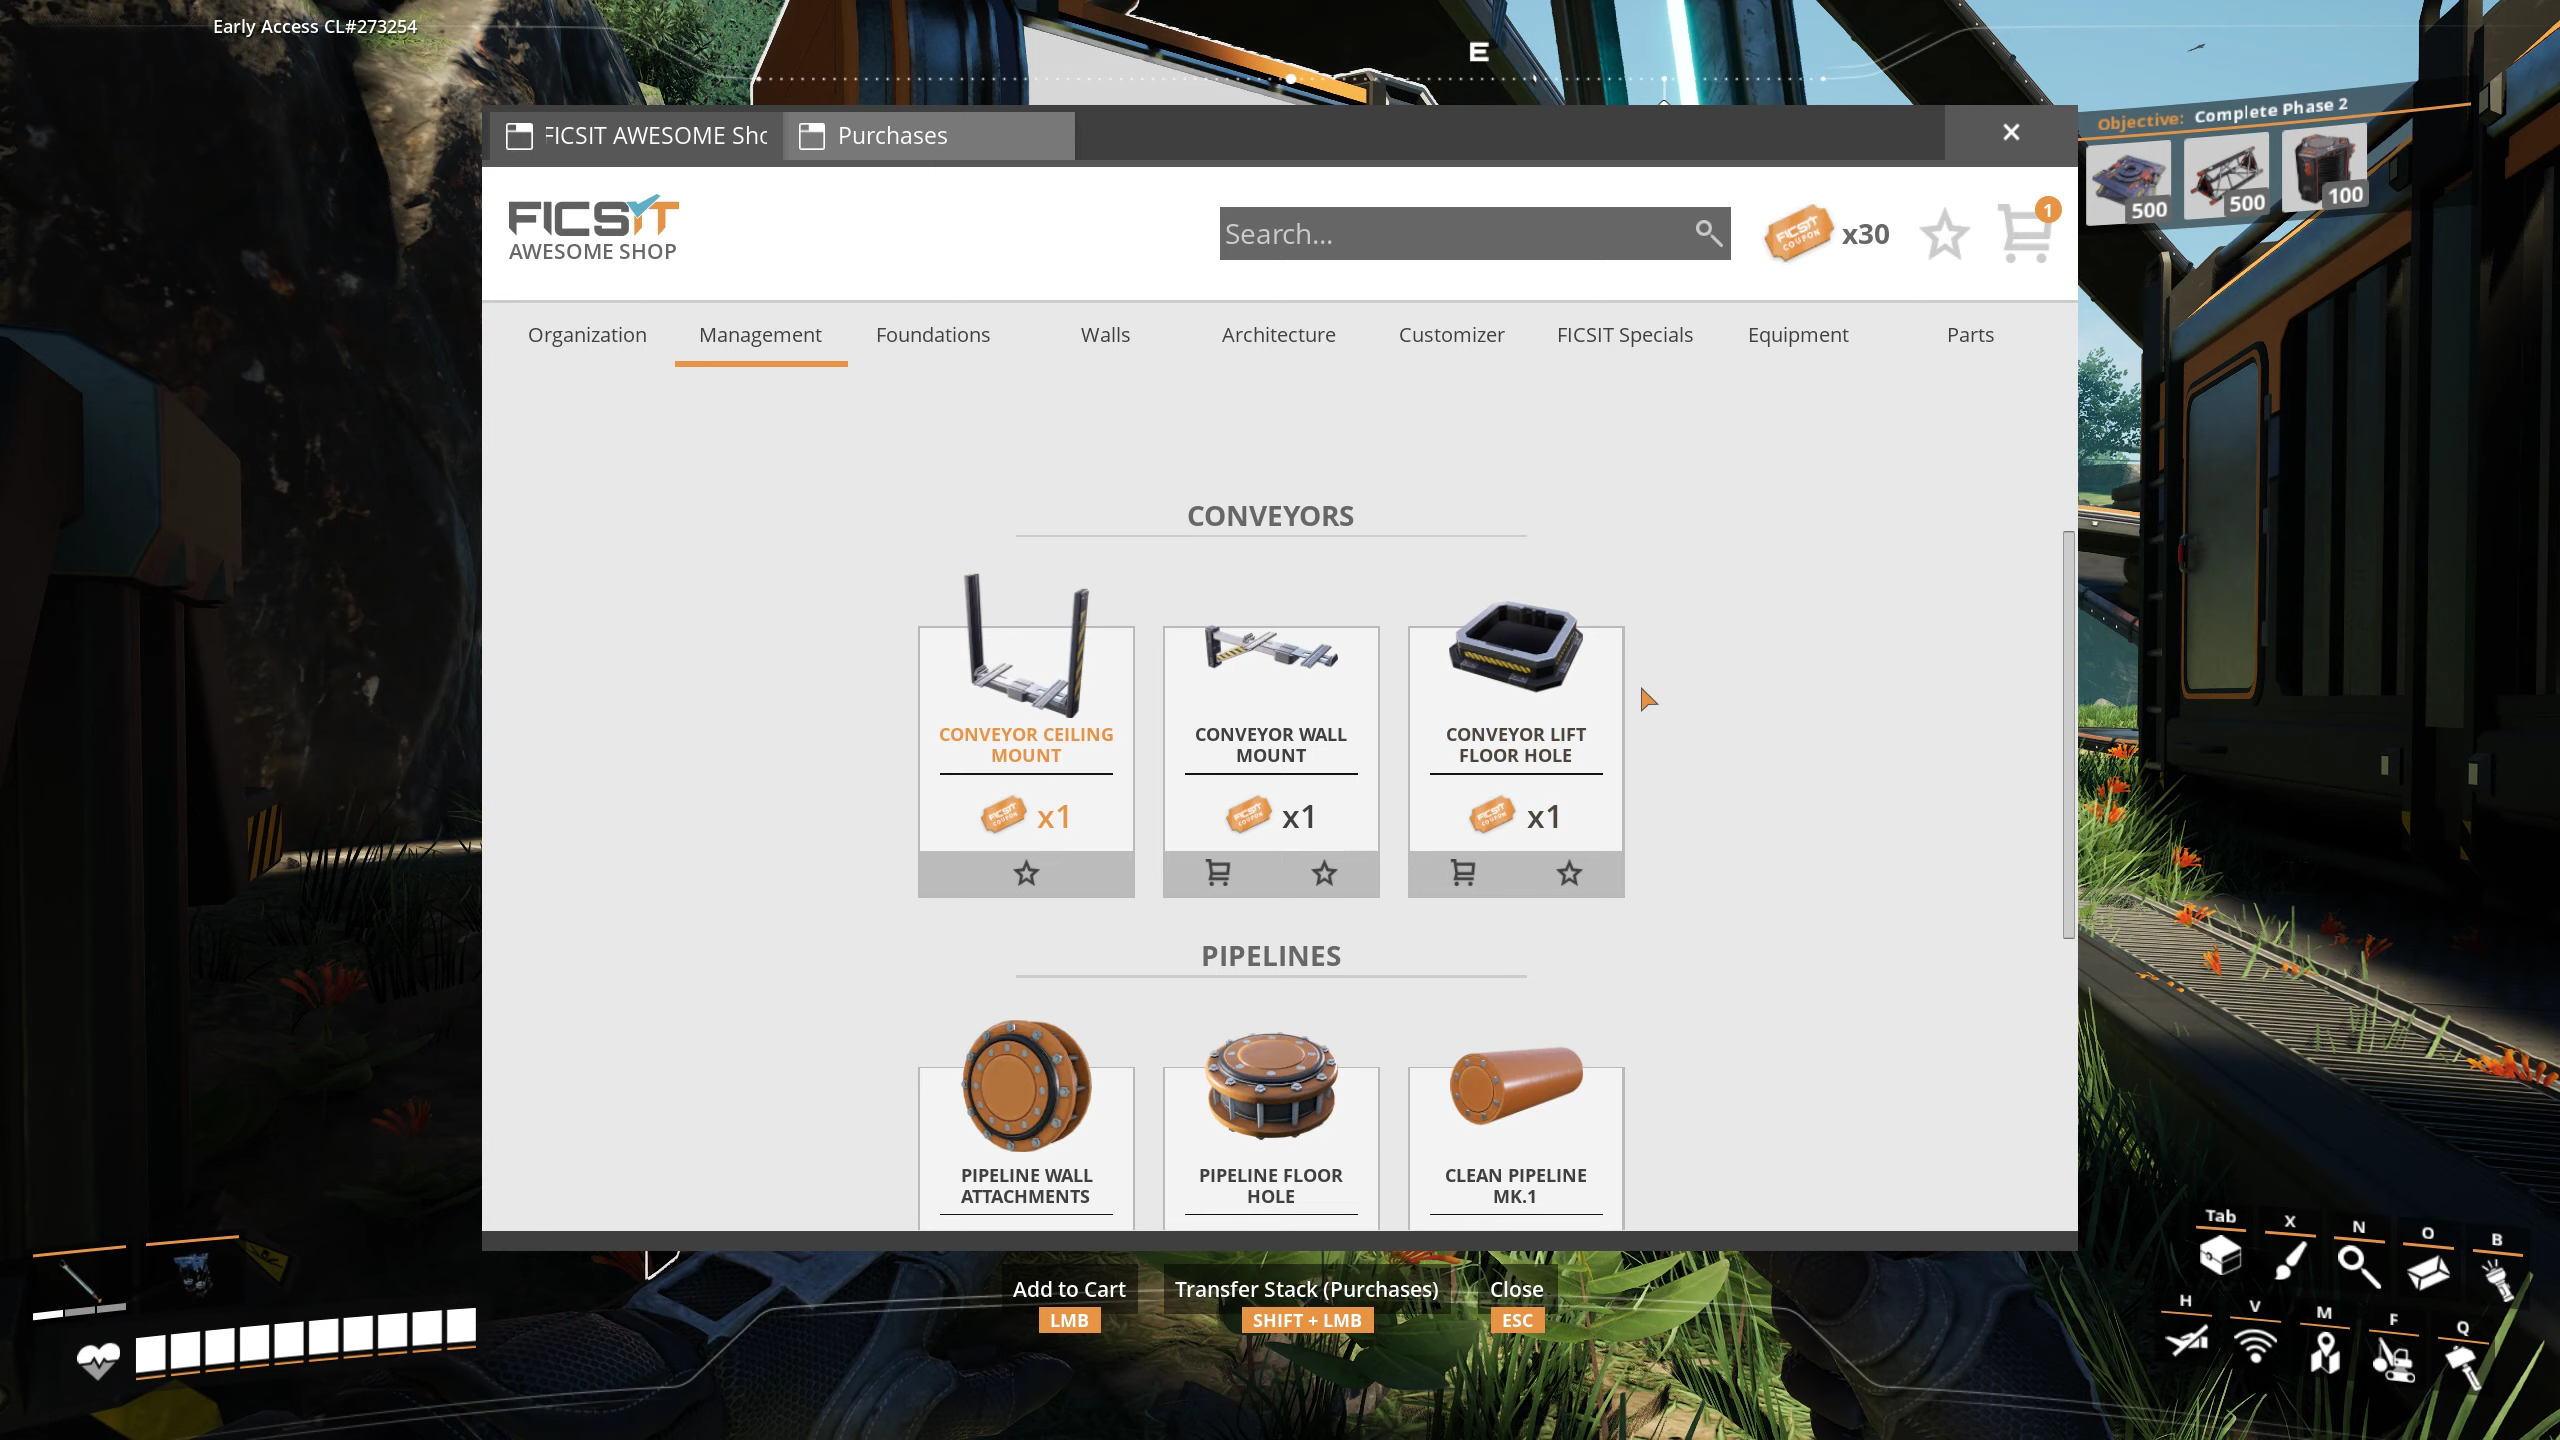 Early Access CL#273254
E
FICSIT AWESOME Sho
Purchases
Objective: Complete Phase 2
500
500
100
FICSIT
AWESOME SHOP
Search...
FICSIT
COUPON
x30
1
Organization
Management
Foundations
Walls
Architecture
Customizer
FICSIT Specials
Equipment
Parts
CONVEYORS
CONVEYOR CEILING
MOUNT
x1
CONVEYOR WALL
MOUNT
x1
CONVEYOR LIFT
FLOOR HOLE
x1
PIPELINES
PIPELINE WALL
ATTACHMENTS
PIPELINE FLOOR
HOLE
CLEAN PIPELINE
MK.1
Add to Cart
LMB
Transfer Stack (Purchases)
SHIFT + LMB
Close
ESC
Tab
X
N
O
B
H
V
M
F
Q